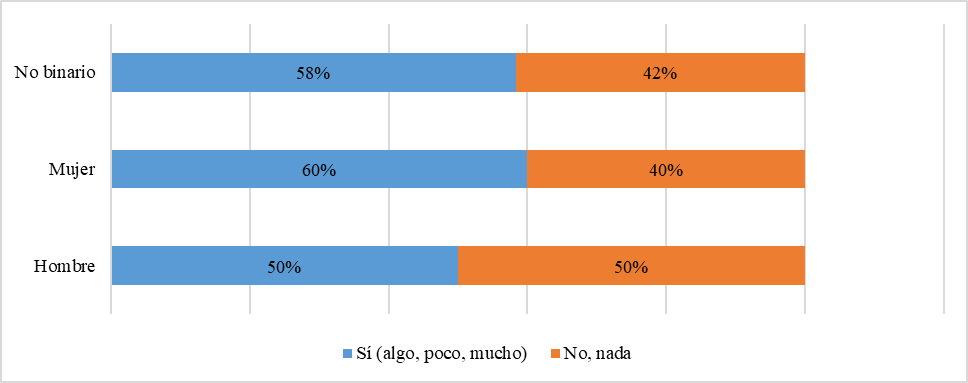 No binario 58% 42%
Mujer 60% 40%
Hombre 50% 50%
Sí (algo, poco, mucho) No, nada